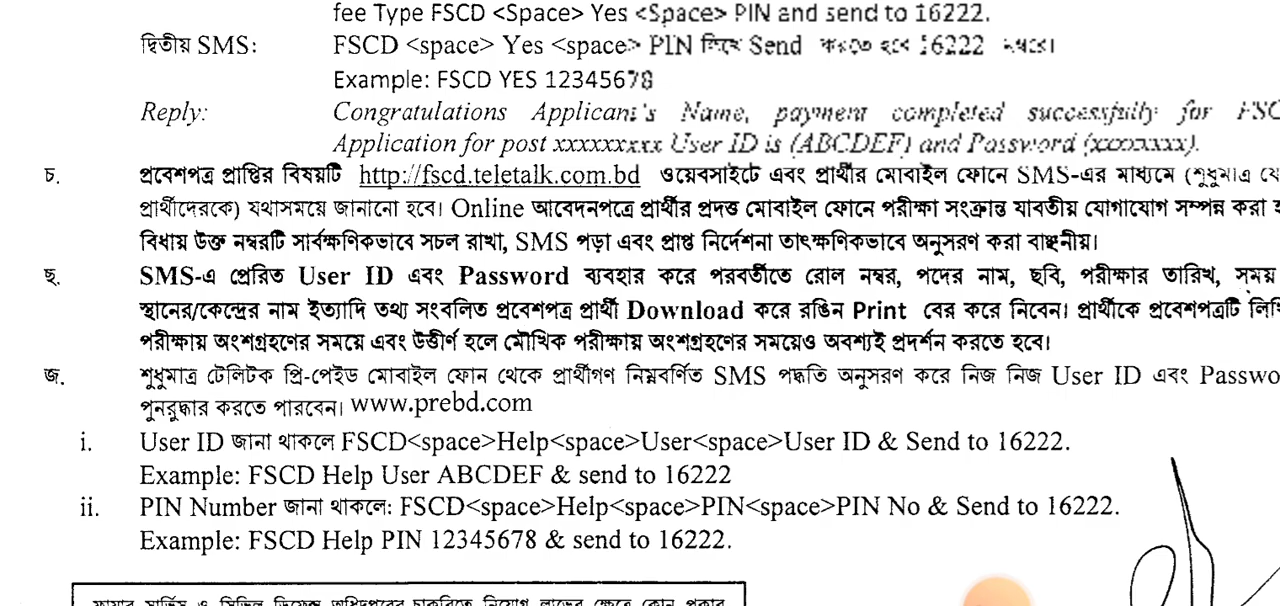 fee Type FSCD <Space> Yes <Space> PIN and send to 16222.
দ্বিতীয় SMS: FSCD <space> Yes <space> PIN লিখে Send করতে হবে 16222 নম্বরে।
Example: FSCD YES 12345678
Reply: Congratulations Applicant's Name, payment completed successfully for FSC
Application for post xxxxxxxxx User ID is (ABCDEF) and Password (xxxxxxxx).
চ. প্রবেশপত্র প্রাপ্তির বিষয়টি http://fscd.teletalk.com.bd ওয়েবসাইটে এবং প্রার্থীর মোবাইল ফোনে SMS-এর মাধ্যমে (শুধুমাত্র যো
প্রার্থীদেরকে) যথাসময়ে জানানো হবে। Online আবেদনপত্রে প্রার্থীর প্রদত্ত মোবাইল ফোনে পরীক্ষা সংক্রান্ত যাবতীয় যোগাযোগ সম্পন্ন করা হ
বিধায় উক্ত নম্বরটি সার্বক্ষণিকভাবে সচল রাখা, SMS পড়া এবং প্রাপ্ত নির্দেশনা তাৎক্ষণিকভাবে অনুসরণ করা বাঞ্ছনীয়।
ছ. SMS-এ প্রেরিত User ID এবং Password ব্যবহার করে পরবর্তীতে রোল নম্বর, পদের নাম, ছবি, পরীক্ষার তারিখ, সময়
স্থানের/কেন্দ্রের নাম ইত্যাদি তথ্য সংবলিত প্রবেশপত্র প্রার্থী Download করে রঙিন Print বের করে নিবেন। প্রার্থীকে প্রবেশপত্রটি লিখি
পরীক্ষায় অংশগ্রহণের সময়ে এবং উত্তীর্ণ হলে মৌখিক পরীক্ষায় অংশগ্রহণের সময়েও অবশ্যই প্রদর্শন করতে হবে।
জ. শুধুমাত্র টেলিটক প্রি-পেইড মোবাইল ফোন থেকে প্রার্থীগণ নিম্নবর্ণিত SMS পদ্ধতি অনুসরণ করে নিজ নিজ User ID এবং Passwo
পুনরুদ্ধার করতে পারবেন। www.prebd.com
i. User ID জানা থাকলে FSCD<space>Help<space>User<space>User ID & Send to 16222.
Example: FSCD Help User ABCDEF & send to 16222
ii. PIN Number জানা থাকলে: FSCD<space>Help<space>PIN<space>PIN No & Send to 16222.
Example: FSCD Help PIN 12345678 & send to 16222.
ফায়ার সার্ভিস ও সিভিল ডিফেন্স অধিদপ্তরের চাকরিতে নিয়োগ লাভের ক্ষেত্রে কোন প্রকার